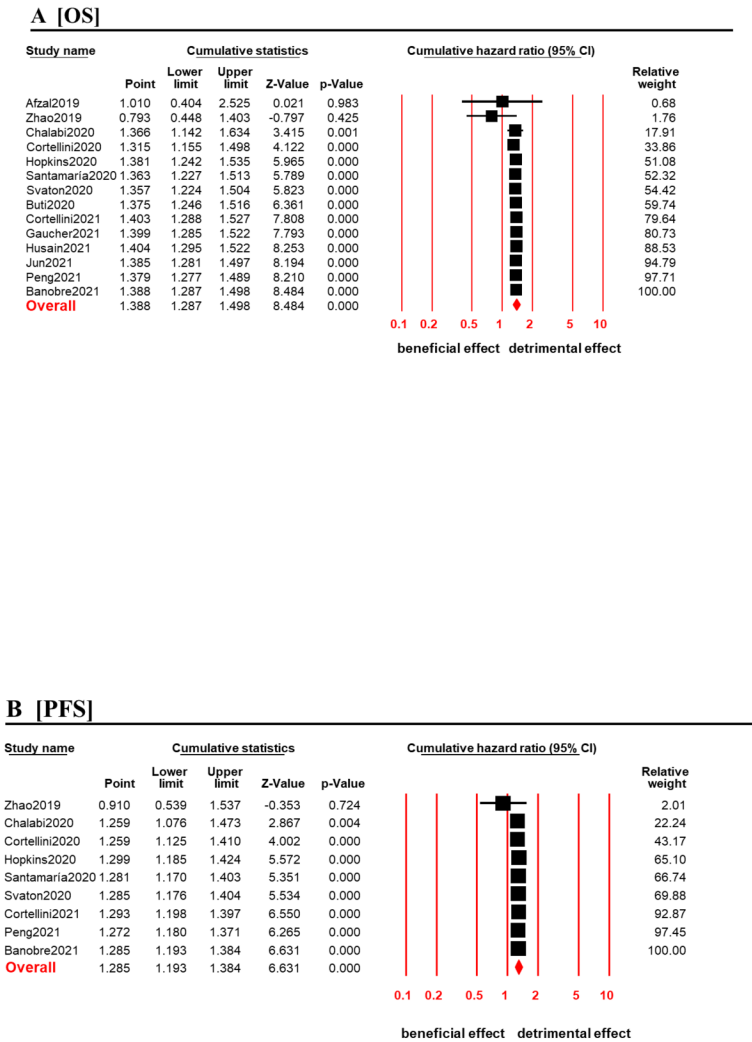 A [OS]
Study name Cumulative statistics Cumulative hazard ratio (95% CI)
Point Lower limit Upper limit Z-Value p-Value Relative weight
Afzal2019 1.010 0.404 2.525 0.021 0.983 0.68
Zhao2019 0.793 0.448 1.403 -0.797 0.425 1.76
Chalabi2020 1.366 1.142 1.634 3.415 0.001 17.91
Cortellini2020 1.315 1.155 1.498 4.122 0.000 33.86
Hopkins2020 1.381 1.242 1.535 5.965 0.000 51.08
Santamaría2020 1.363 1.227 1.513 5.789 0.000 52.32
Svaton2020 1.357 1.224 1.504 5.823 0.000 54.42
Buti2020 1.375 1.246 1.516 6.361 0.000 59.74
Cortellini2021 1.403 1.288 1.527 7.808 0.000 79.64
Gaucher2021 1.399 1.285 1.522 7.793 0.000 80.73
Husain2021 1.404 1.295 1.522 8.253 0.000 88.53
Jun2021 1.385 1.281 1.497 8.194 0.000 94.79
Peng2021 1.379 1.277 1.489 8.210 0.000 97.71
Banobre2021 1.388 1.287 1.498 8.484 0.000 100.00
Overall 1.388 1.287 1.498 8.484 0.000
0.1 0.2 0.5 1 2 5 10
beneficial effect detrimental effect
B [PFS]
Study name Cumulative statistics Cumulative hazard ratio (95% CI)
Point Lower limit Upper limit Z-Value p-Value Relative weight
Zhao2019 0.910 0.539 1.537 -0.353 0.724 2.01
Chalabi2020 1.259 1.076 1.473 2.867 0.004 22.24
Cortellini2020 1.259 1.125 1.410 4.002 0.000 43.17
Hopkins2020 1.299 1.185 1.424 5.572 0.000 65.10
Santamaría2020 1.281 1.170 1.403 5.351 0.000 66.74
Svaton2020 1.285 1.176 1.404 5.534 0.000 69.88
Cortellini2021 1.293 1.198 1.397 6.550 0.000 92.87
Peng2021 1.272 1.180 1.371 6.265 0.000 97.45
Banobre2021 1.285 1.193 1.384 6.631 0.000 100.00
Overall 1.285 1.193 1.384 6.631 0.000
0.1 0.2 0.5 1 2 5 10
beneficial effect detrimental effect